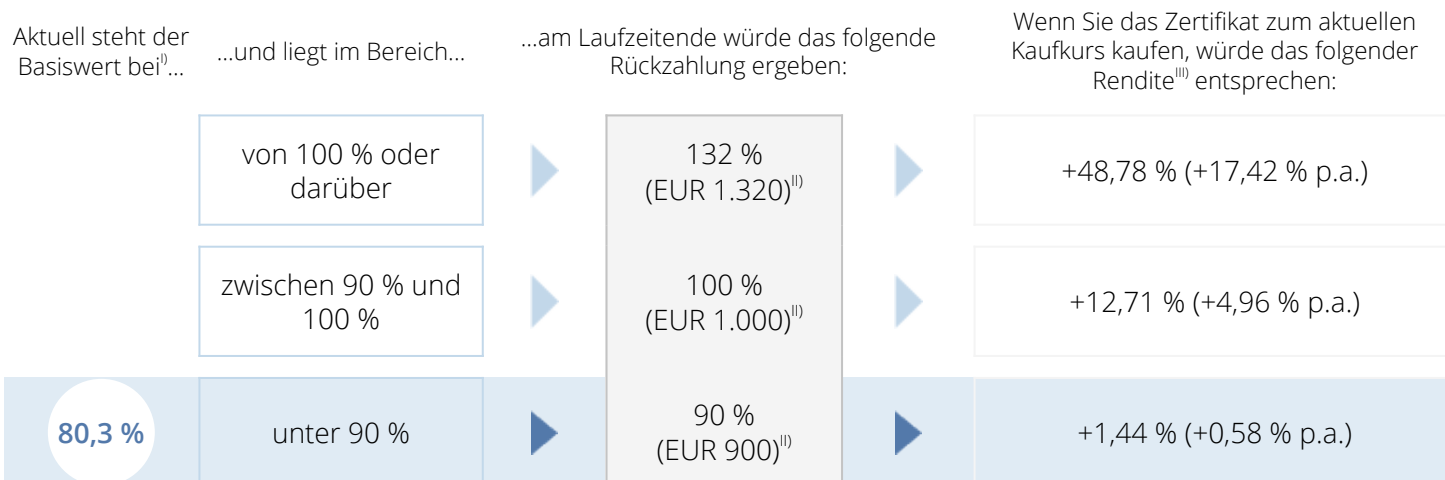 Aktuell steht der
Basiswert bei^I)...
...und liegt im Bereich...
...am Laufzeitende würde das folgende
Rückzahlung ergeben:
Wenn Sie das Zertifikat zum aktuellen
Kaufkurs kaufen, würde das folgender
Rendite^III) entsprechen:
von 100 % oder
darüber
132 %
(EUR 1.320)^II)
+48,78 % (+17,42 % p.a.)
zwischen 90 % und
100 %
100 %
(EUR 1.000)^II)
+12,71 % (+4,96 % p.a.)
80,3 %
unter 90 %
90 %
(EUR 900)^II)
+1,44 % (+0,58 % p.a.)